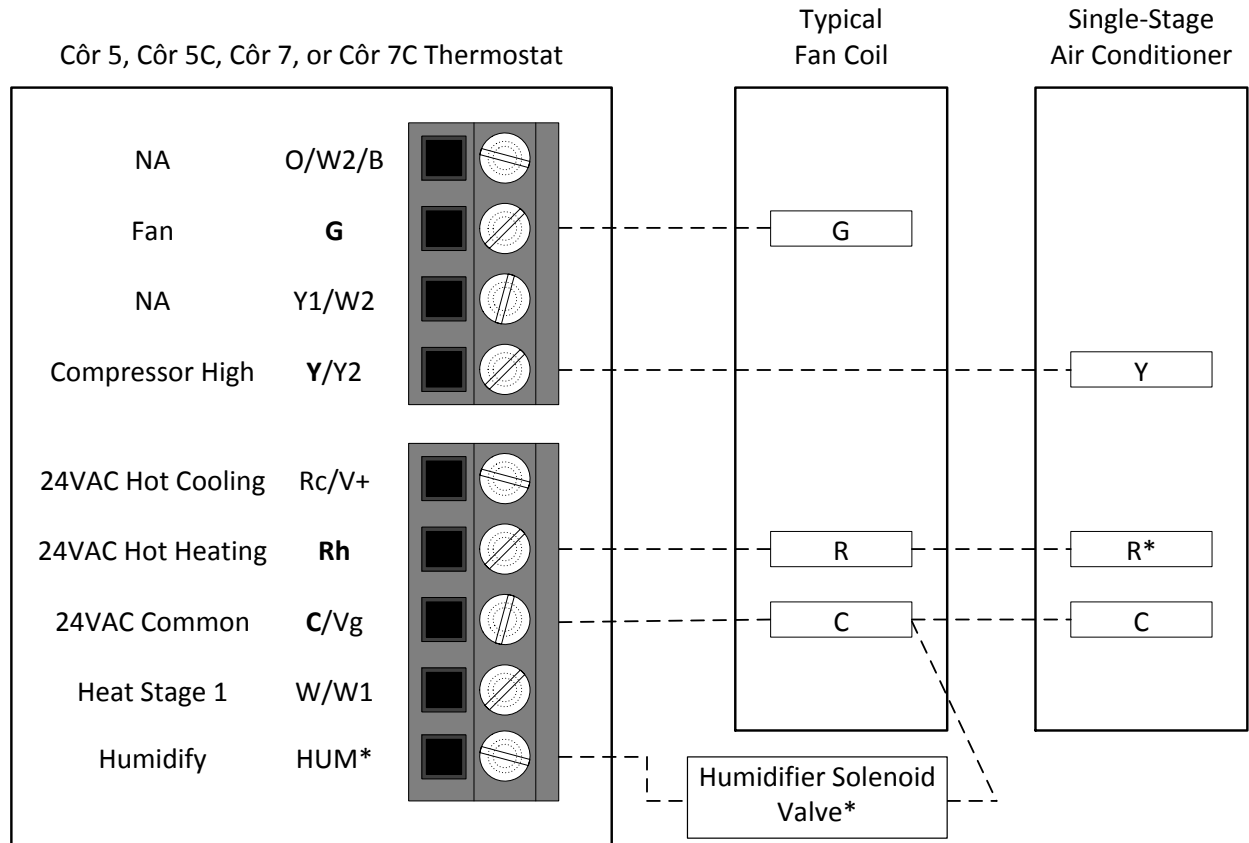 Typical
Fan Coil
Single-Stage
Air Conditioner
Côr 5, Côr 5C, Côr 7, or Côr 7C Thermostat
NA O/W2/B
Fan G G
NA Y1/W2
Compressor High Y/Y2 Y
24VAC Hot Cooling Rc/V+
24VAC Hot Heating Rh R R*
24VAC Common C/Vg C C
Heat Stage 1 W/W1
Humidify HUM*
Humidifier Solenoid
Valve*